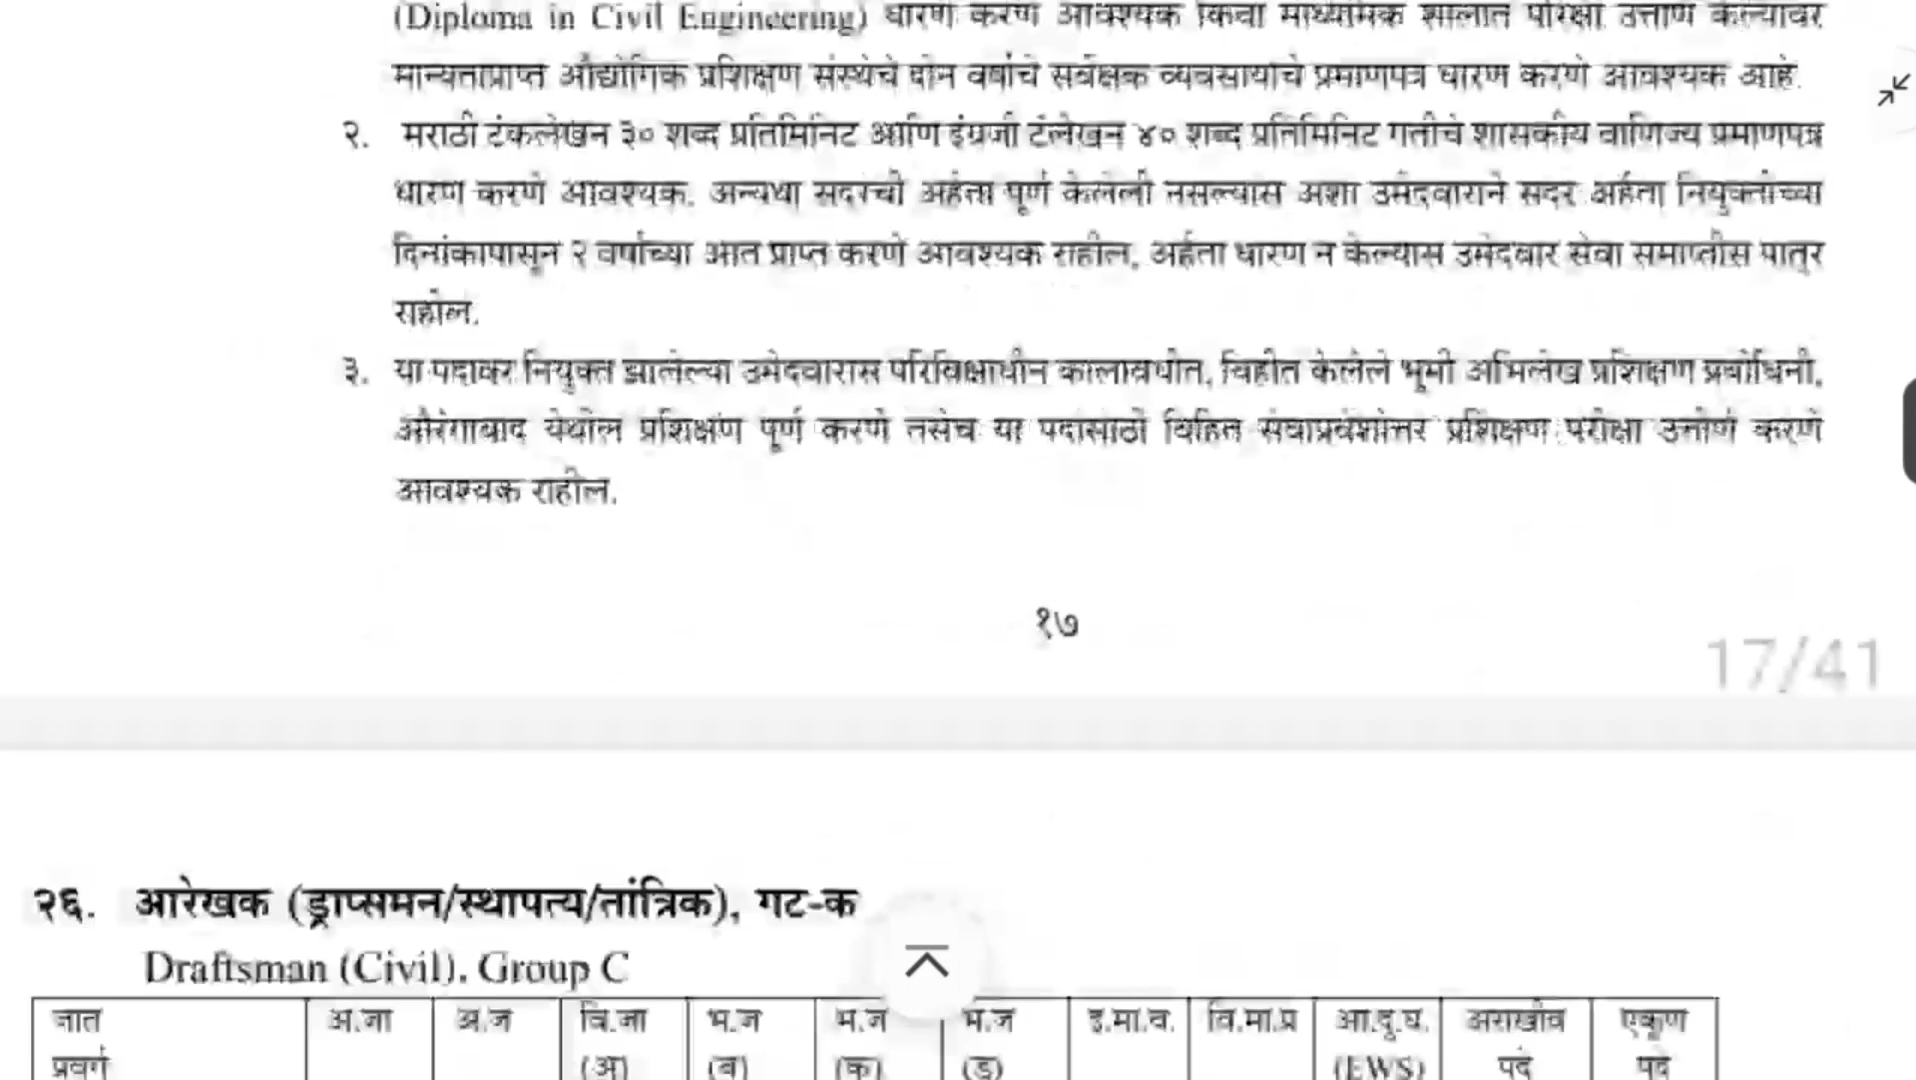 (Diploma in Civil Engineering) धारण करणे आवश्यक किंवा माध्यमिक शालांत परिक्षा उत्तीर्ण केल्यावर
मान्यताप्राप्त औद्योगिक प्रशिक्षण संस्थेचे दोन वर्षाचे सर्वेक्षक व्यवसायाचे प्रमाणपत्र धारण करणे आवश्यक आहे.
२. मराठी टंकलेखन ३० शब्द प्रतिमिनिट आणि इंग्रजी टंलेखन ४० शब्द प्रतिमिनिट गतीचे शासकीय वाणिज्य प्रमाणपत्र
धारण करणे आवश्यक. अन्यथा सदरची अर्हता पूर्ण केलेली नसल्यास अशा उमेदवाराने सदर अर्हता नियुक्तीच्या
दिनांकापासून २ वर्षाच्या आत प्राप्त करणे आवश्यक राहील, अर्हता धारण न केल्यास उमेदवार सेवा समाप्तीस पात्र
राहील.
३. या पदावर नियुक्त झालेल्या उमेदवारास परिविक्षाधीन कालावधीत, विहीत केलेले भूमी अभिलेख प्रशिक्षण प्रबोधिनी,
औरंगाबाद येथील प्रशिक्षण पूर्ण करणे तसेच या पदासाठी विहित सेवाप्रवेशोत्तर प्रशिक्षण परीक्षा उत्तीर्ण करणे
आवश्यक राहील.
१७
17/41
२६. आरेखक (ड्राप्समन/स्थापत्य/तांत्रिक), गट-क
Draftsman (Civil), Group C
जात अ.जा अ.ज वि.जा भ.ज भ.ज भ.ज इ.मा.व. वि.मा.प्र आ.दु.घ. अराखीव एकूण
प्रवर्ग (अ) (ब) (क) (ड) (EWS) पदे पदे